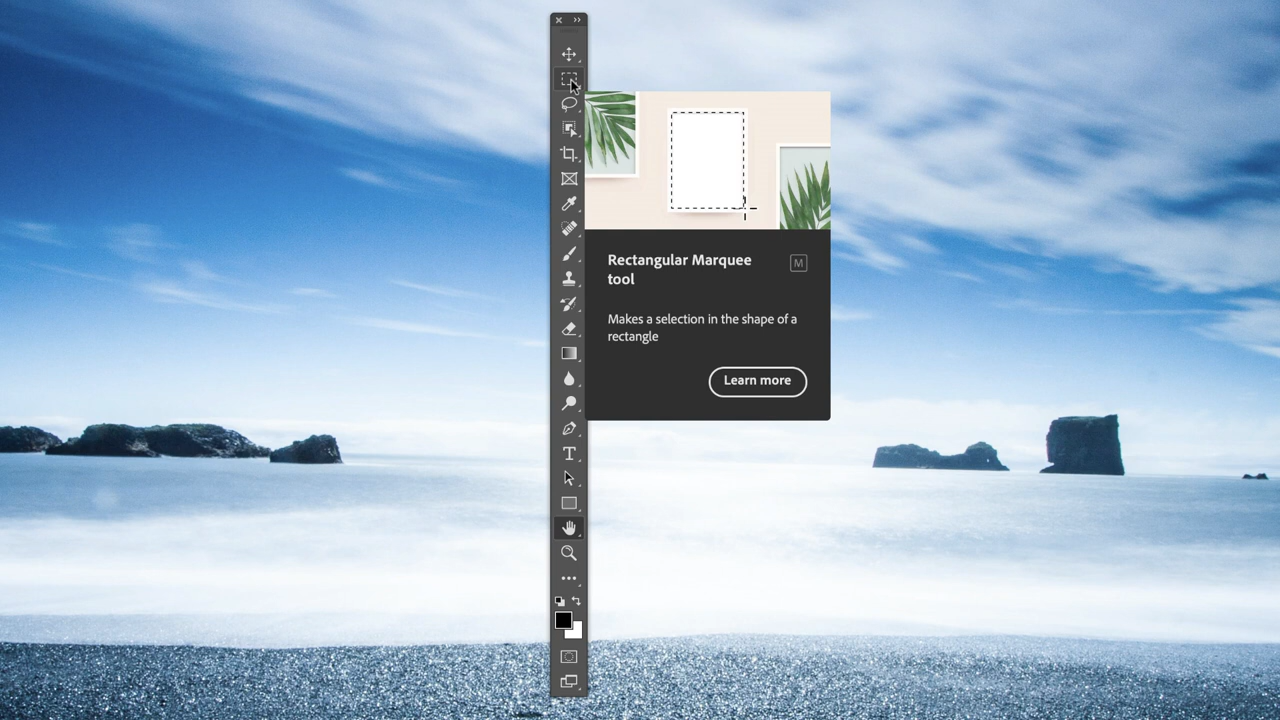 Rectangular Marquee
tool
M
Makes a selection in the shape of a
rectangle
Learn more